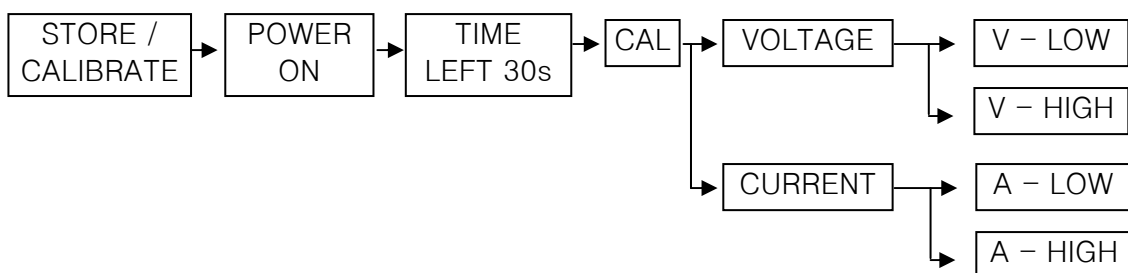 STORE /
CALIBRATE
POWER
ON
TIME
LEFT 30s
CAL
VOLTAGE
V – LOW
V – HIGH
CURRENT
A – LOW
A – HIGH